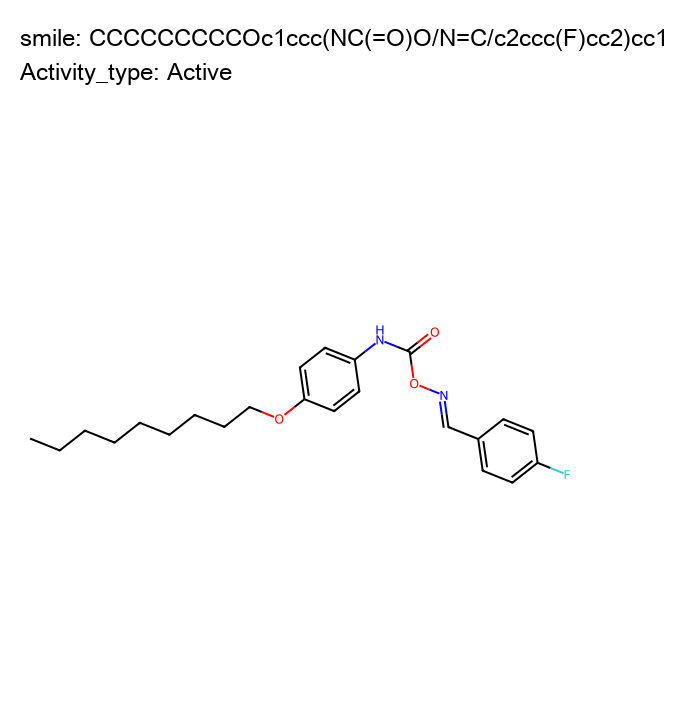 smile: CCCCCCCCCOc1ccc(NC(=O)O/N=C/c2ccc(F)cc2)cc1
Activity_type: Active
H
N
O
O
N
O
F